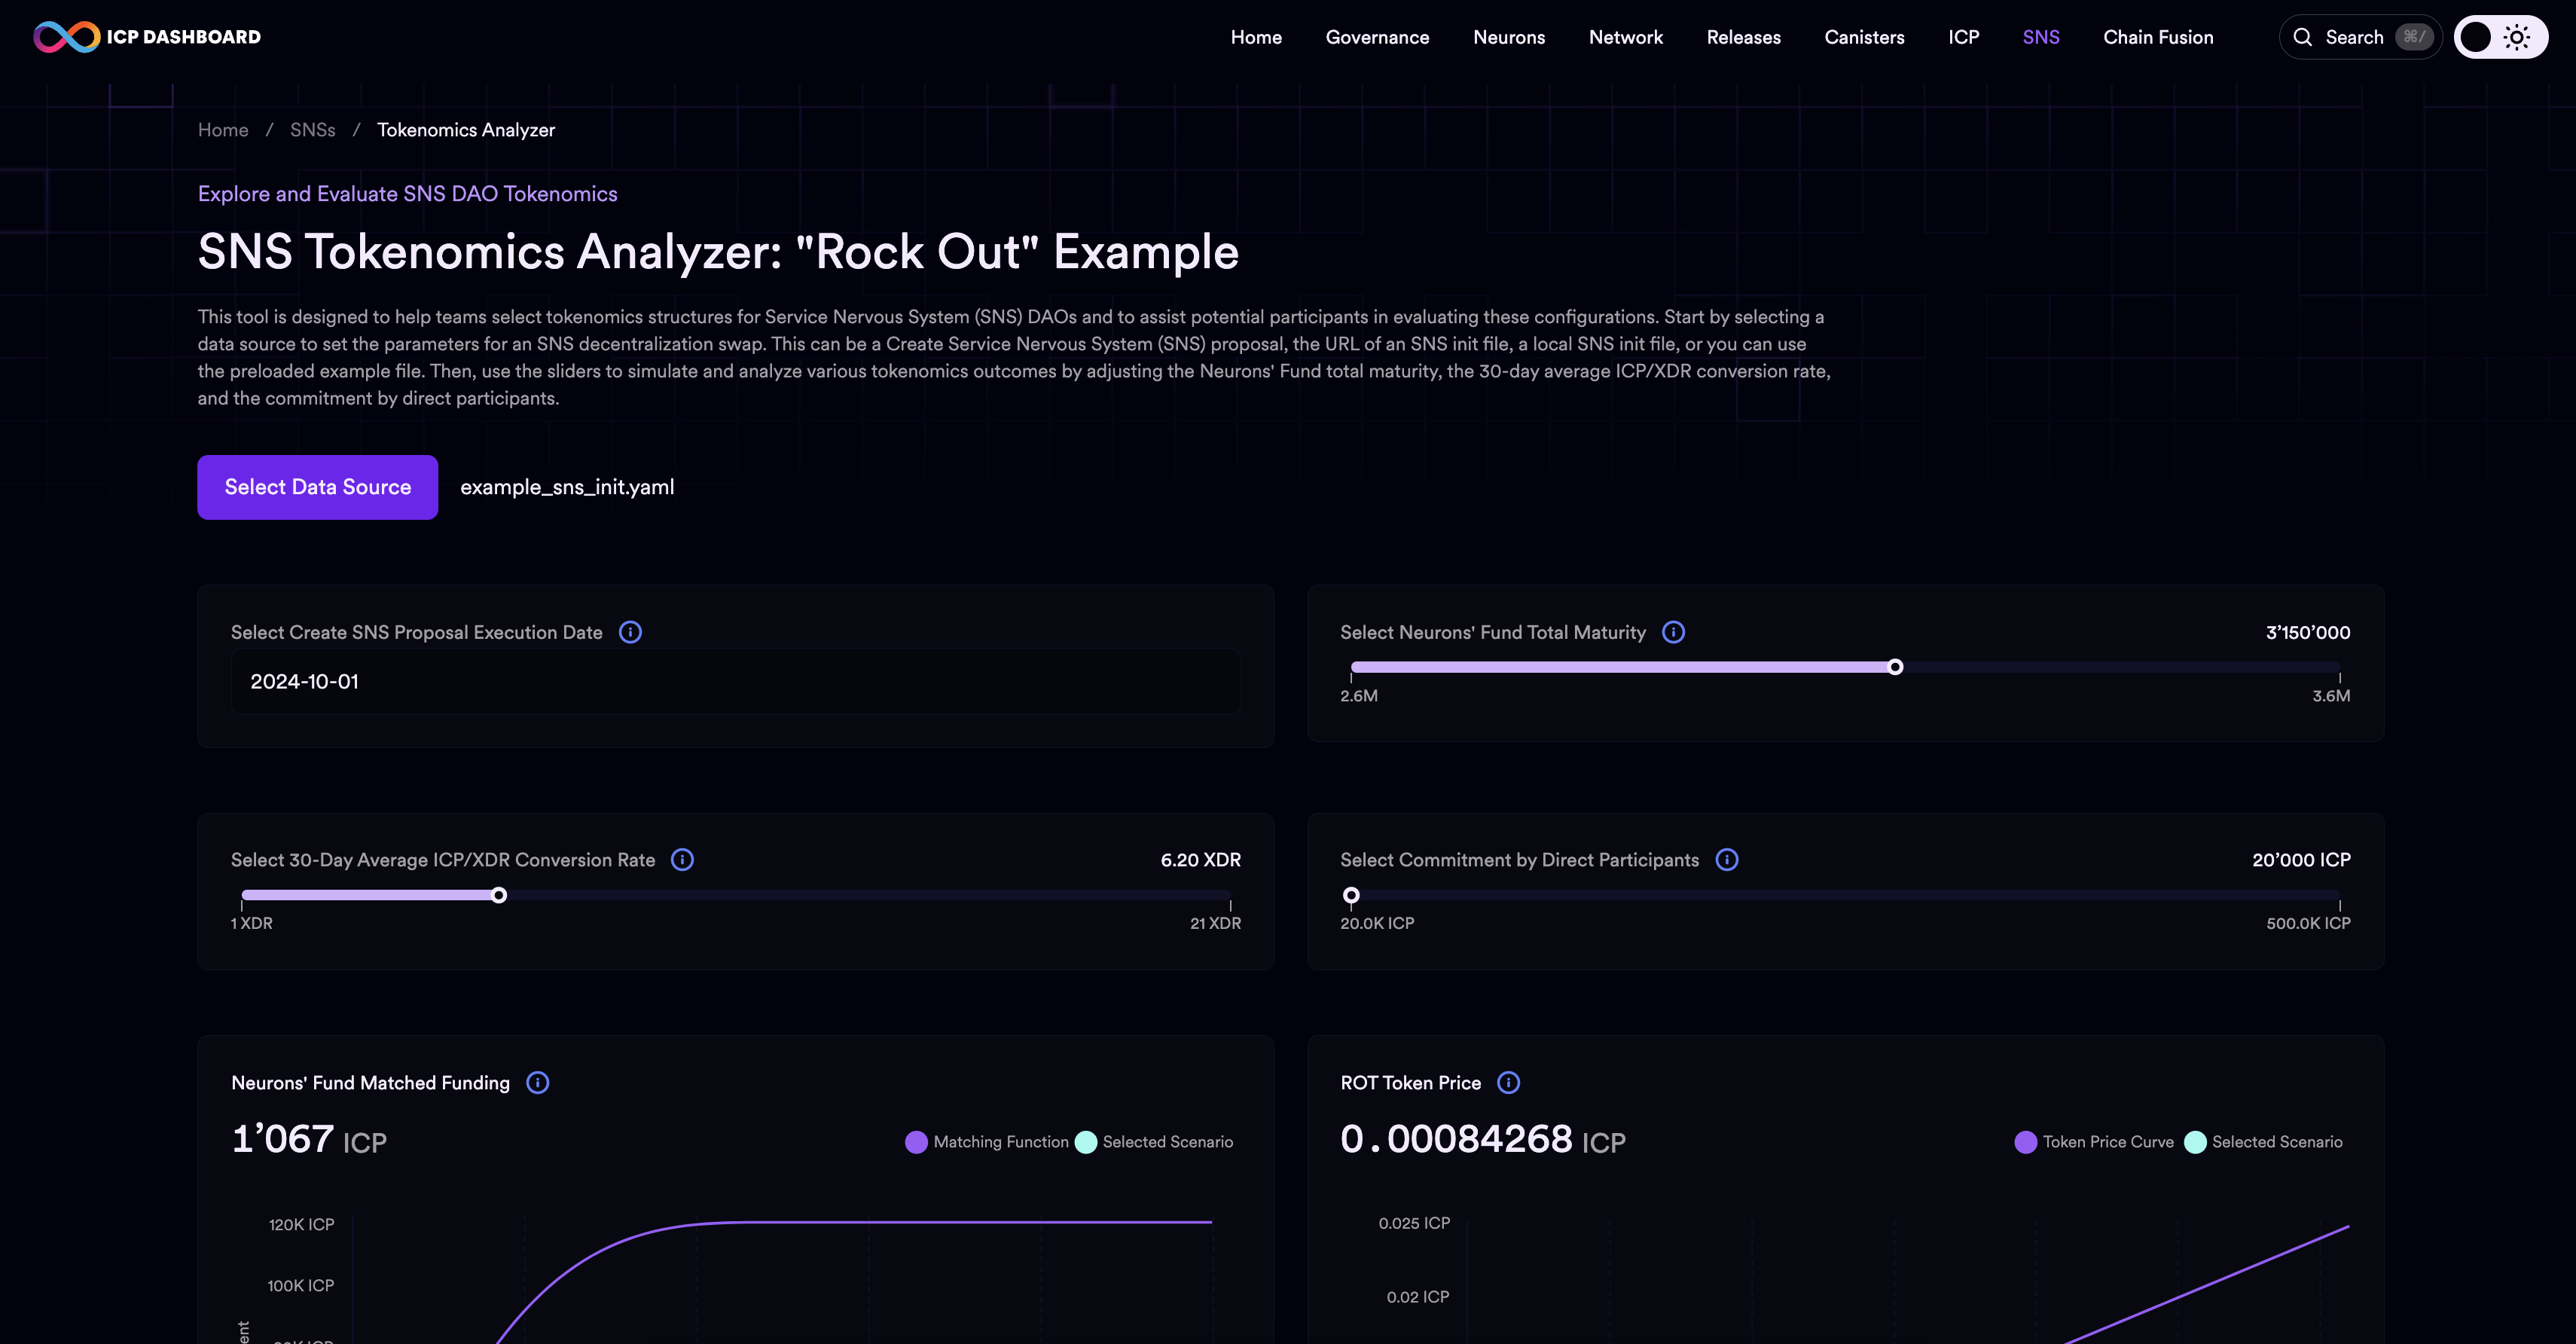 ICP DASHBOARD
Home Governance Neurons Network Releases Canisters ICP SNS Chain Fusion Search ⌘/
Home / SNSs / Tokenomics Analyzer
Explore and Evaluate SNS DAO Tokenomics
SNS Tokenomics Analyzer: "Rock Out" Example
This tool is designed to help teams select tokenomics structures for Service Nervous System (SNS) DAOs and to assist potential participants in evaluating these configurations. Start by selecting a
data source to set the parameters for an SNS decentralization swap. This can be a Create Service Nervous System (SNS) proposal, the URL of an SNS init file, a local SNS init file, or you can use
the preloaded example file. Then, use the sliders to simulate and analyze various tokenomics outcomes by adjusting the Neurons' Fund total maturity, the 30-day average ICP/XDR conversion rate,
and the commitment by direct participants.
Select Data Source example_sns_init.yaml
Select Create SNS Proposal Execution Date
2024-10-01
Select Neurons' Fund Total Maturity 3’150’000
2.6M 3.6M
Select 30-Day Average ICP/XDR Conversion Rate 6.20 XDR
1 XDR 21 XDR
Select Commitment by Direct Participants 20’000 ICP
20.0K ICP 500.0K ICP
Neurons' Fund Matched Funding
1’067 ICP
Matching Function Selected Scenario
120K ICP
100K ICP
ROT Token Price
0.00084268 ICP
Token Price Curve Selected Scenario
0.025 ICP
0.02 ICP